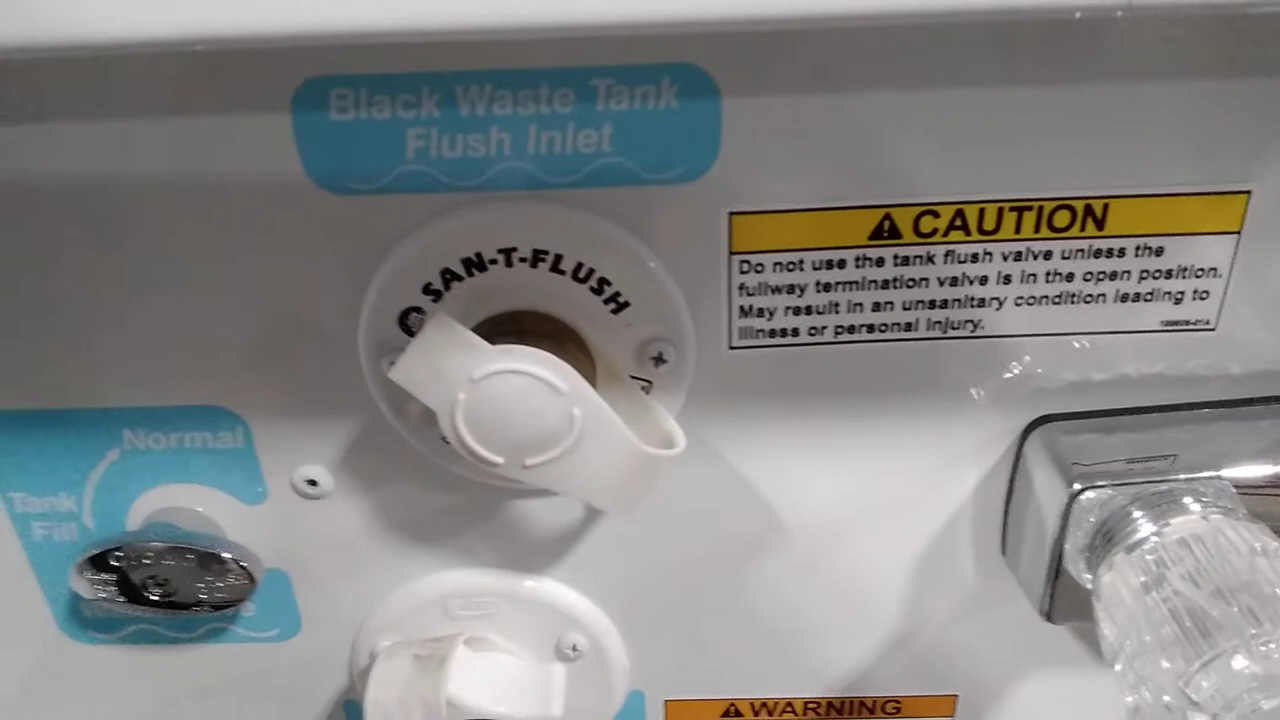 Black Waste Tank
Flush Inlet
SAN-T-FLUSH
CAUTION
Do not use the tank flush valve unless the
fullway termination valve is in the open position.
May result in an unsanitary condition leading to
illness or personal injury.
Normal
Tank
Fill
WARNING